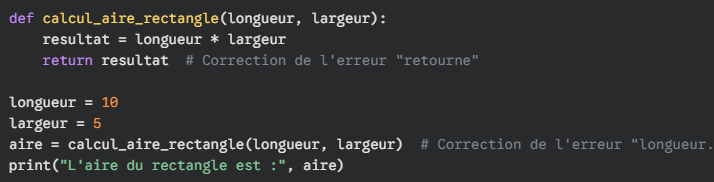 def calcul_aire_rectangle(longueur, largeur):
    resultat = longueur * largeur
    return resultat  # Correction de l'erreur "retourne"
longueur = 10
largeur = 5
aire = calcul_aire_rectangle(longueur, largeur)  # Correction de l'erreur "longueur.
print("L'aire du rectangle est :", aire)